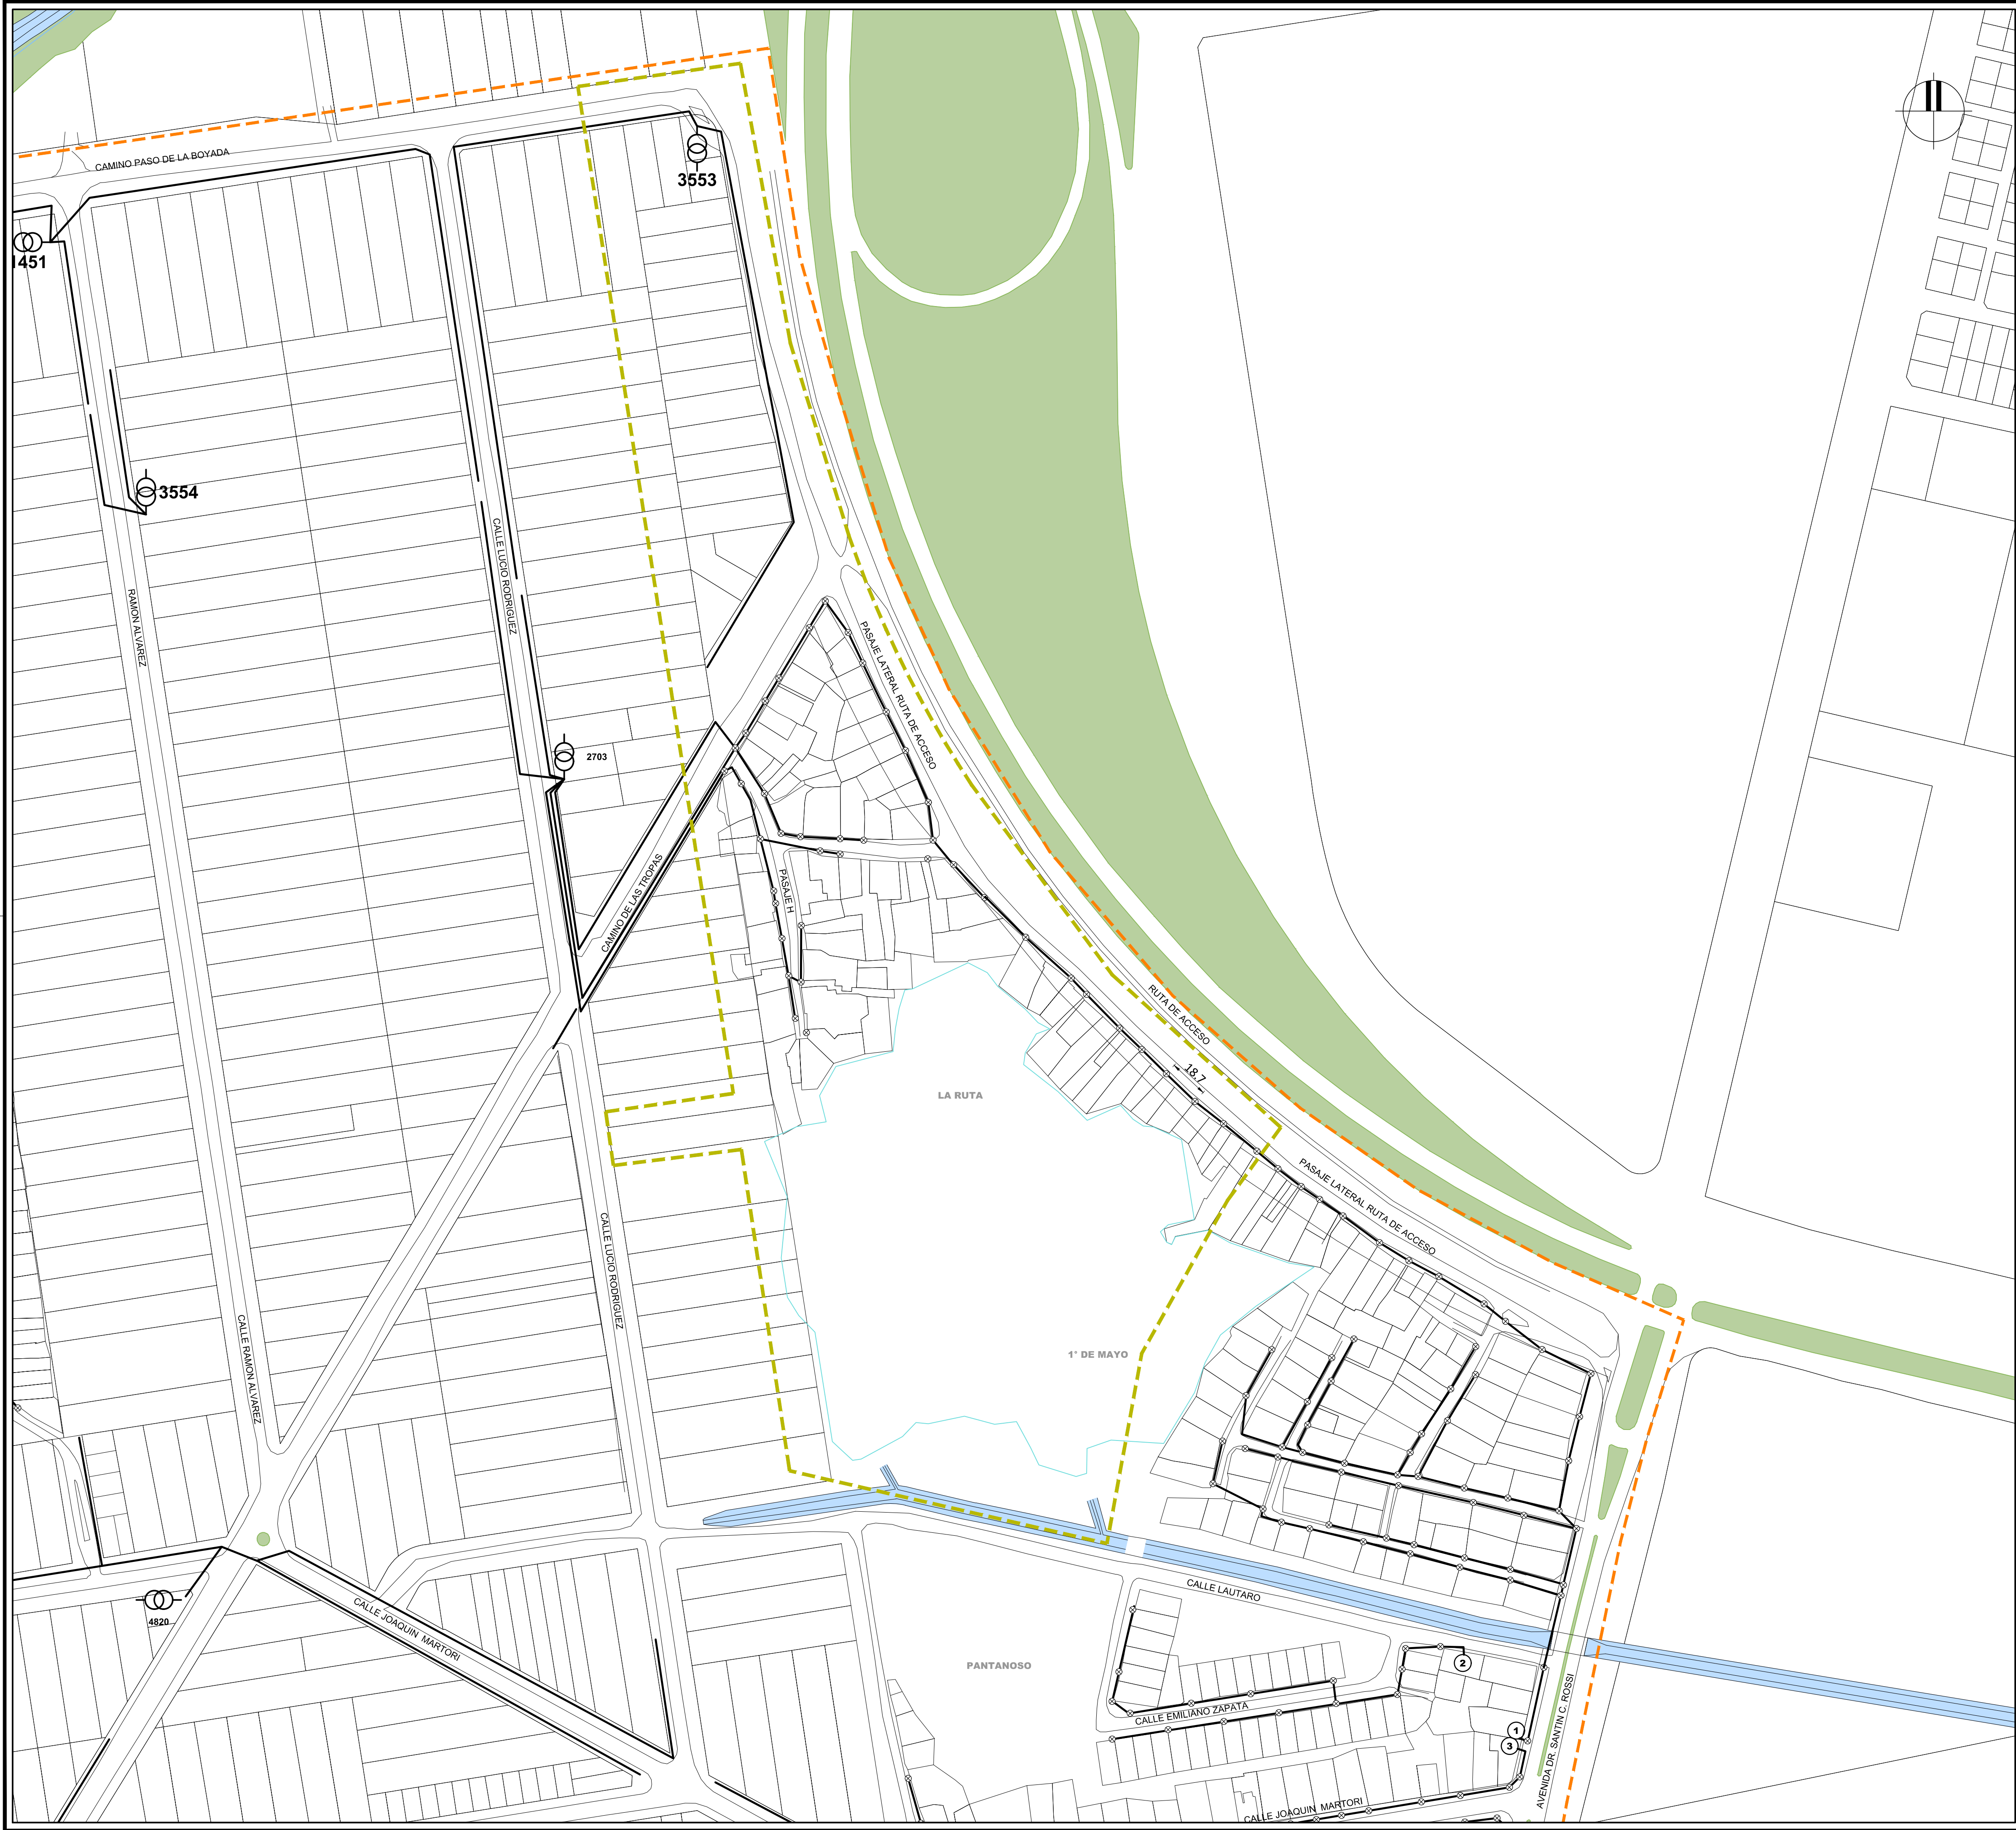 CAMINO PASO DE LA BOYADA
3553
1451
3554
CALLE LUCIO RODRIGUEZ
RAMON ALVAREZ
PASAJE LATERAL RUTA DE ACCESO
2703
CAMINO DE LAS TROPAS
PASAJE H
RUTA DE ACCESO
18.7
LA RUTA
PASAJE LATERAL RUTA DE ACCESO
CALLE LUCIO RODRIGUEZ
CALLE RAMON ALVAREZ
1° DE MAYO
CALLE LAUTARO
4820
CALLE JOAQUIN MARTORI
PANTANOSO
2
CALLE EMILIANO ZAPATA
1
3
AVENIDA DR. SANTIN C. ROSSI
CALLE JOAQUIN MARTORI